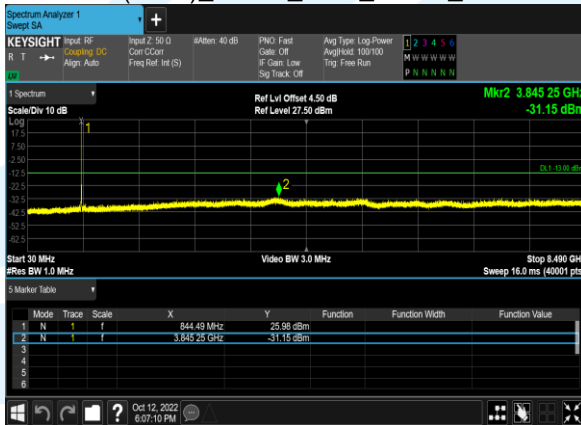 Spectrum Analyzer 1
Swept SA
+
KEYSIGHT
R T
Input: RF
Coupling: DC
Align: Auto
Input Z: 50 Ω
Corr CCorr
Freq Ref: Int (S)
#Atten: 40 dB
PNO: Fast
Gate: Off
IF Gain: Low
Sig Track: Off
Avg Type: Log-Power
Avg|Hold: 100/100
Trig: Free Run
1 2 3 4 5 6
M W W W W W
P N N N N N
1 Spectrum
Scale/Div 10 dB
Ref Lvl Offset 4.50 dB
Ref Level 27.50 dBm
Mkr2 3.845 25 GHz
-31.15 dBm
Log
17.5
7.50
-2.50
-12.5
-22.5
-32.5
-42.5
-52.5
-62.5
1
2
DL1 -13.00 dBm
Start 30 MHz
#Res BW 1.0 MHz
Video BW 3.0 MHz
Stop 8.490 GH
Sweep 16.0 ms (40001 pts
5 Marker Table
Mode Trace Scale X Y Function Function Width Function Value
1 N 1 f 844.49 MHz 25.98 dBm
2 N 1 f 3.845 25 GHz -31.15 dBm
3
4
5
6
?
Oct 12, 2022
6:07:10 PM